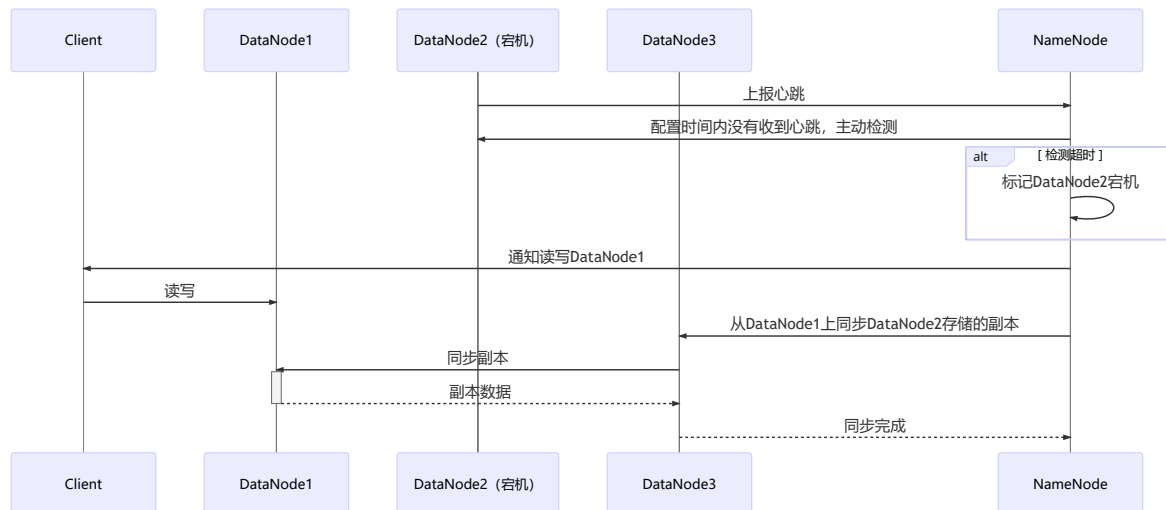 Client
DataNode1
DataNode2（宕机）
DataNode3
NameNode
上报心跳
配置时间内没有收到心跳，主动检测
alt
[ 检测超时 ]
标记DataNode2宕机
通知读写DataNode1
读写
从DataNode1上同步DataNode2存储的副本
同步副本
副本数据
同步完成
Client
DataNode1
DataNode2（宕机）
DataNode3
NameNode